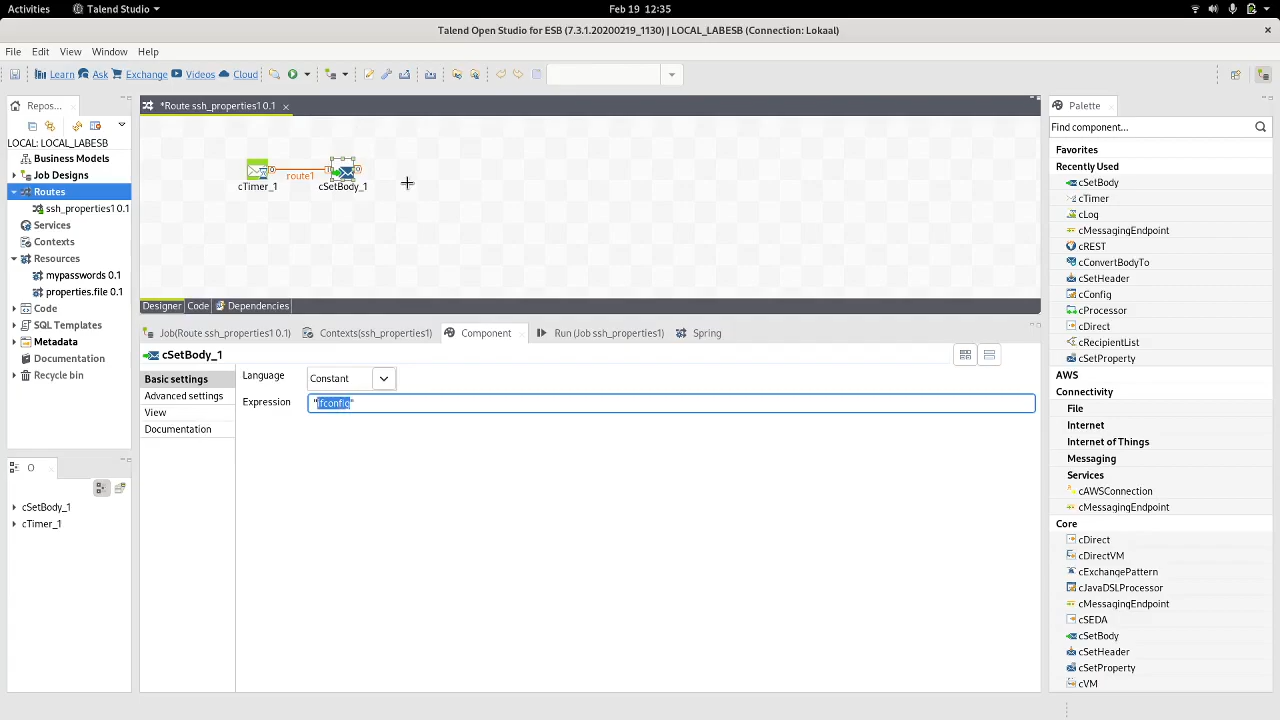 Activities
Talend Studio
Feb 19 12:35
Talend Open Studio for ESB (7.3.1.20200219_1130) | LOCAL_LABESB (Connection: Lokaal)
File Edit View Window Help
Learn Ask Exchange Videos Cloud
Repos...
*Route ssh_properties1 0.1
Palette
LOCAL: LOCAL_LABESB
Business Models
Job Designs
Routes
ssh_properties1 0.1
Services
Contexts
Resources
mypasswords 0.1
properties.file 0.1
Code
SQL Templates
Metadata
Documentation
Recycle bin
O
cSetBody_1
cTimer_1
route1
cTimer_1
cSetBody_1
Designer Code Dependencies
Job(Route ssh_properties1 0.1) Contexts(ssh_properties1) Component Run (Job ssh_properties1) Spring
cSetBody_1
Basic settings
Advanced settings
View
Documentation
Language
Constant
Expression
"ifconfig"
Find component...
Favorites
Recently Used
cSetBody
cTimer
cLog
cMessagingEndpoint
cREST
cConvertBodyTo
cSetHeader
cConfig
cProcessor
cDirect
cRecipientList
cSetProperty
AWS
Connectivity
File
Internet
Internet of Things
Messaging
Services
cAWSConnection
cMessagingEndpoint
Core
cDirect
cDirectVM
cExchangePattern
cJavaDSLProcessor
cMessagingEndpoint
cSEDA
cSetBody
cSetHeader
cSetProperty
cVM